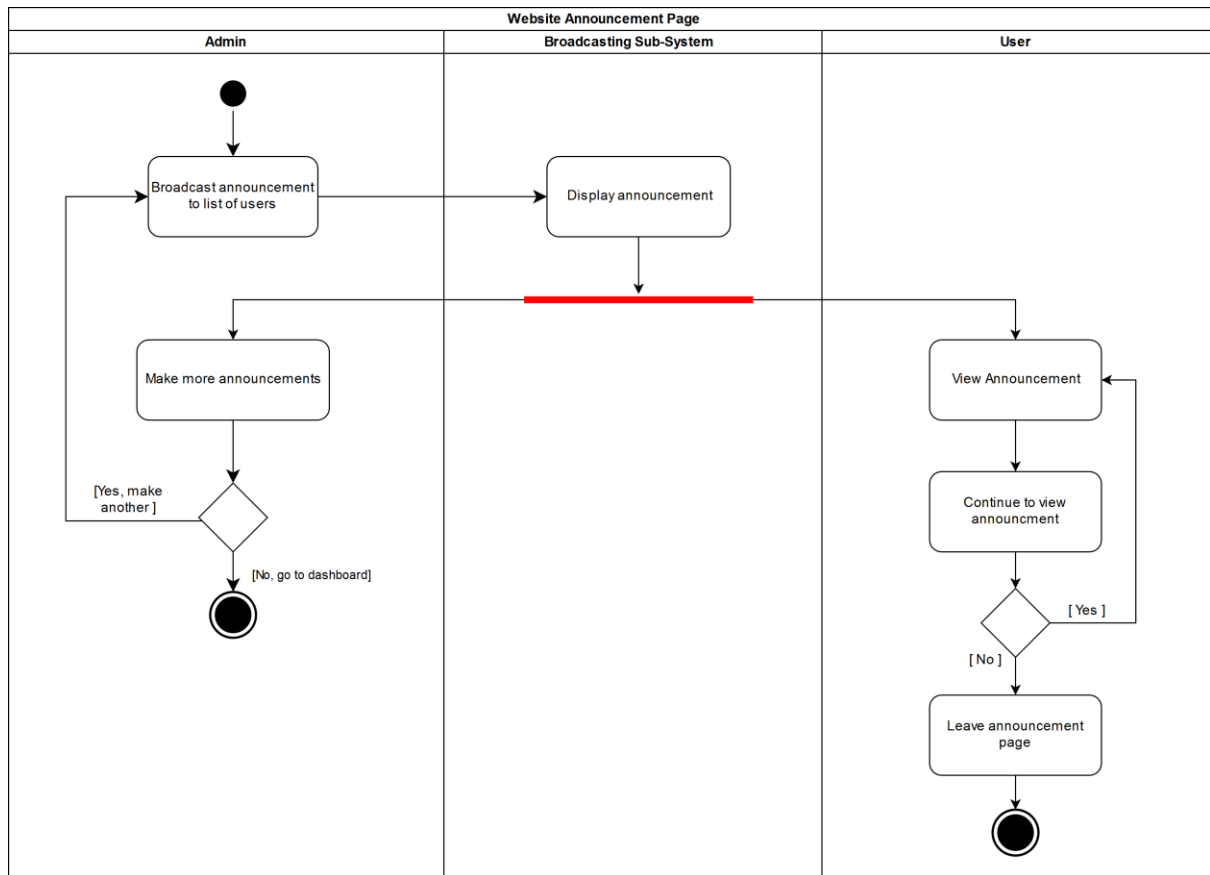 Website Announcement Page
Admin
Broadcasting Sub-System
User
Broadcast announcement
to list of users
Display announcement
Make more announcements
View Announcement
[Yes, make
another ]
Continue to view
announcment
[No, go to dashboard]
[ Yes ]
[ No ]
Leave announcement
page